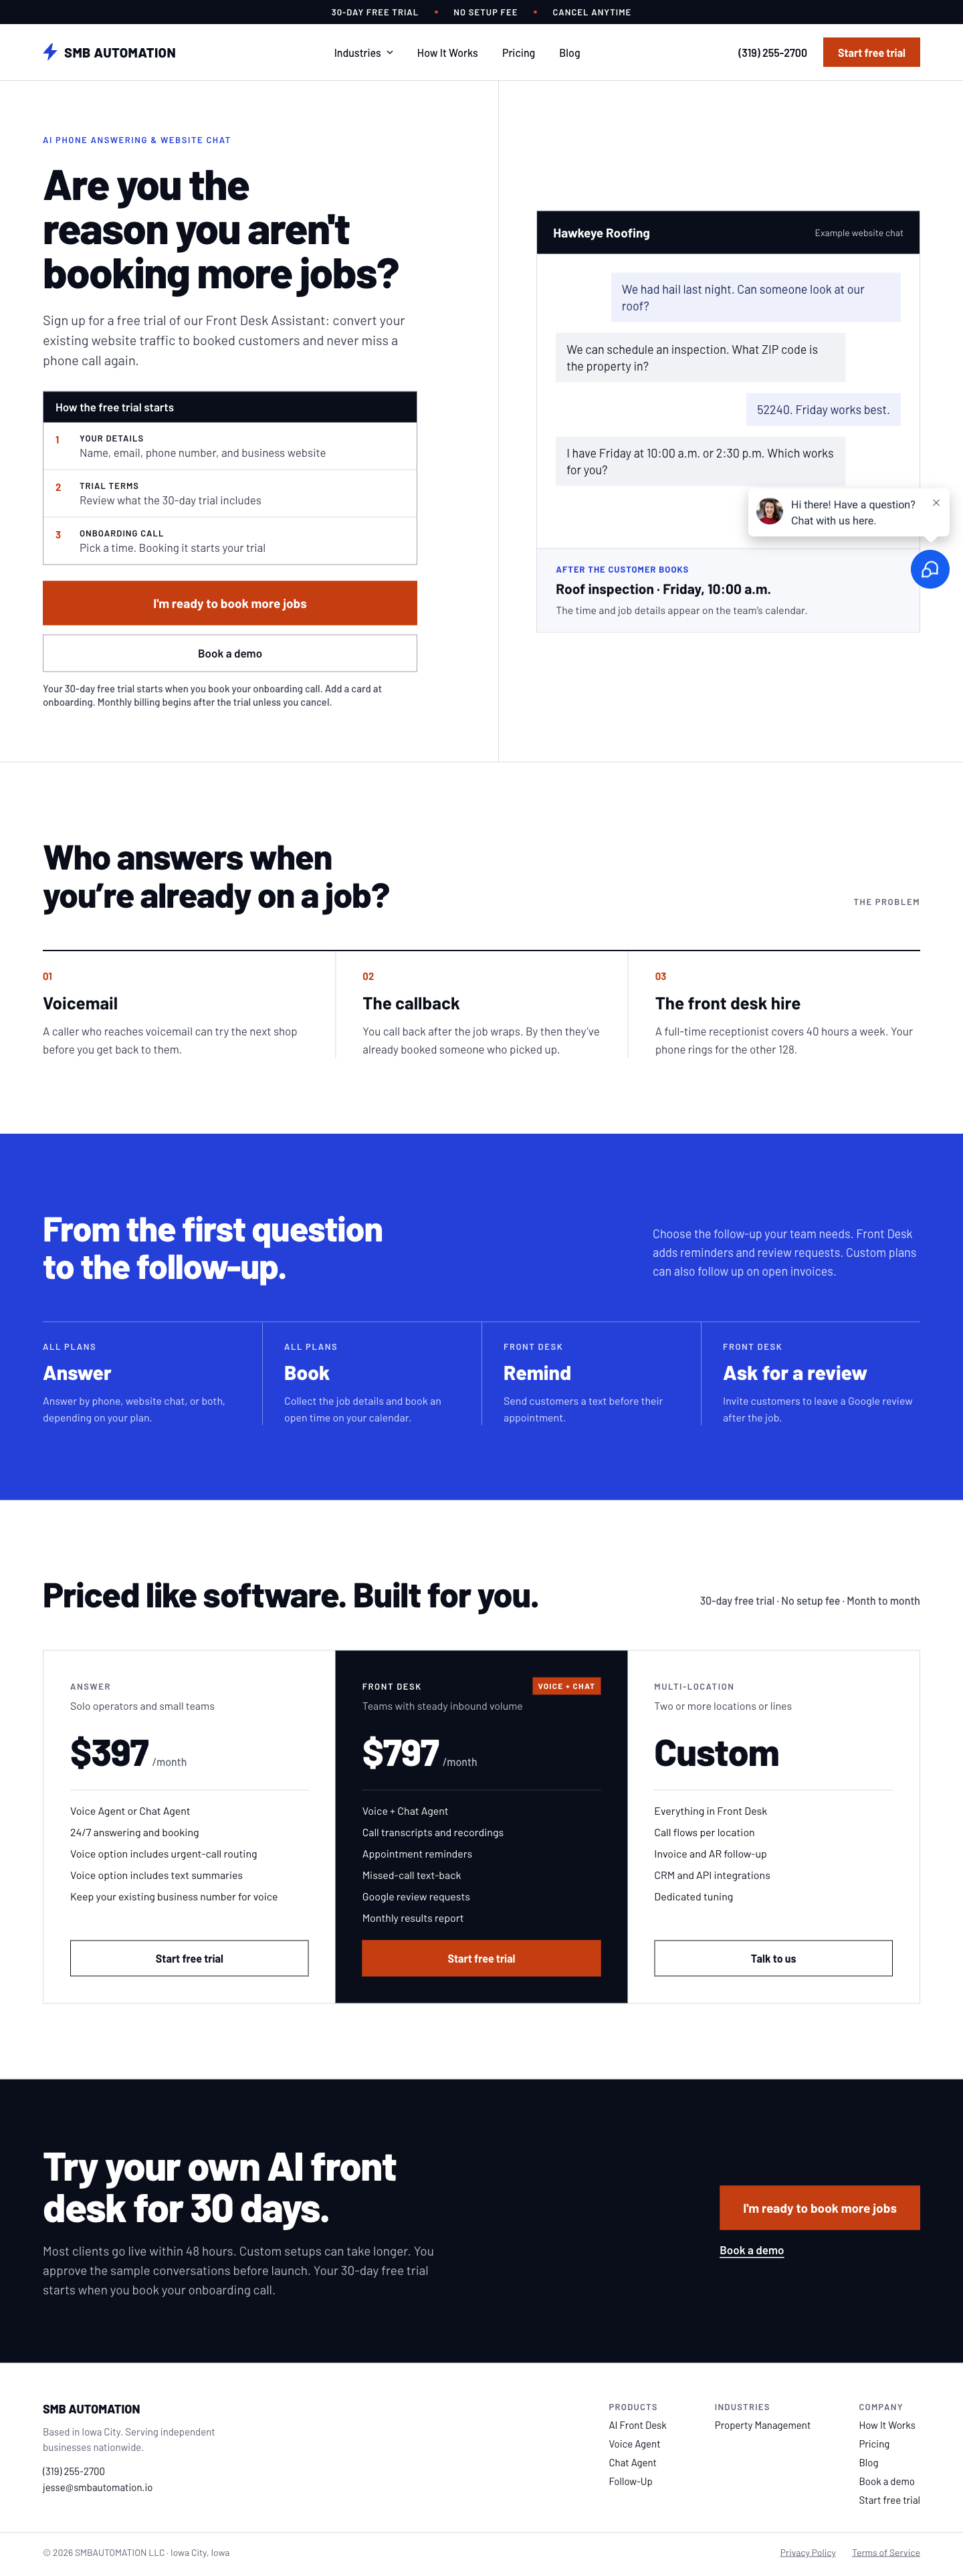 30-DAY FREE TRIAL NO SETUP FEE CANCEL ANYTIME
SMB AUTOMATION
Industries How It Works Pricing Blog
(319) 255-2700
Start free trial
AI PHONE ANSWERING & WEBSITE CHAT
Are you the
reason you aren't
booking more jobs?
Sign up for a free trial of our Front Desk Assistant: convert your
existing website traffic to booked customers and never miss a
phone call again.
How the free trial starts
1 YOUR DETAILS
Name, email, phone number, and business website
2 TRIAL TERMS
Review what the 30-day trial includes
3 ONBOARDING CALL
Pick a time. Booking it starts your trial
I'm ready to book more jobs
Book a demo
Your 30-day free trial starts when you book your onboarding call. Add a card at
onboarding. Monthly billing begins after the trial unless you cancel.
Hawkeye Roofing
Example website chat
We had hail last night. Can someone look at our
roof?
We can schedule an inspection. What ZIP code is
the property in?
52240. Friday works best.
I have Friday at 10:00 a.m. or 2:30 p.m. Which works
for you?
Hi there! Have a question?
Chat with us here.
AFTER THE CUSTOMER BOOKS
Roof inspection · Friday, 10:00 a.m.
The time and job details appear on the team’s calendar.
Who answers when
you’re already on a job?
THE PROBLEM
01
Voicemail
A caller who reaches voicemail can try the next shop
before you get back to them.
02
The callback
You call back after the job wraps. By then they’ve
already booked someone who picked up.
03
The front desk hire
A full-time receptionist covers 40 hours a week. Your
phone rings for the other 128.
From the first question
to the follow-up.
Choose the follow-up your team needs. Front Desk
adds reminders and review requests. Custom plans
can also follow up on open invoices.
ALL PLANS
Answer
Answer by phone, website chat, or both,
depending on your plan.
ALL PLANS
Book
Collect the job details and book an
open time on your calendar.
FRONT DESK
Remind
Send customers a text before their
appointment.
FRONT DESK
Ask for a review
Invite customers to leave a Google review
after the job.
Priced like software. Built for you.
30-day free trial · No setup fee · Month to month
ANSWER
Solo operators and small teams
$397 /month
Voice Agent or Chat Agent
24/7 answering and booking
Voice option includes urgent-call routing
Voice option includes text summaries
Keep your existing business number for voice
Start free trial
FRONT DESK
VOICE + CHAT
Teams with steady inbound volume
$797 /month
Voice + Chat Agent
Call transcripts and recordings
Appointment reminders
Missed-call text-back
Google review requests
Monthly results report
Start free trial
MULTI-LOCATION
Two or more locations or lines
Custom
Everything in Front Desk
Call flows per location
Invoice and AR follow-up
CRM and API integrations
Dedicated tuning
Talk to us
Try your own AI front
desk for 30 days.
Most clients go live within 48 hours. Custom setups can take longer. You
approve the sample conversations before launch. Your 30-day free trial
starts when you book your onboarding call.
I'm ready to book more jobs
Book a demo
SMB AUTOMATION
Based in Iowa City. Serving independent
businesses nationwide.
(319) 255-2700
jesse@smbautomation.io
PRODUCTS
AI Front Desk
Voice Agent
Chat Agent
Follow-Up
INDUSTRIES
Property Management
COMPANY
How It Works
Pricing
Blog
Book a demo
Start free trial
© 2026 SMBAUTOMATION LLC · Iowa City, Iowa
Privacy Policy Terms of Service